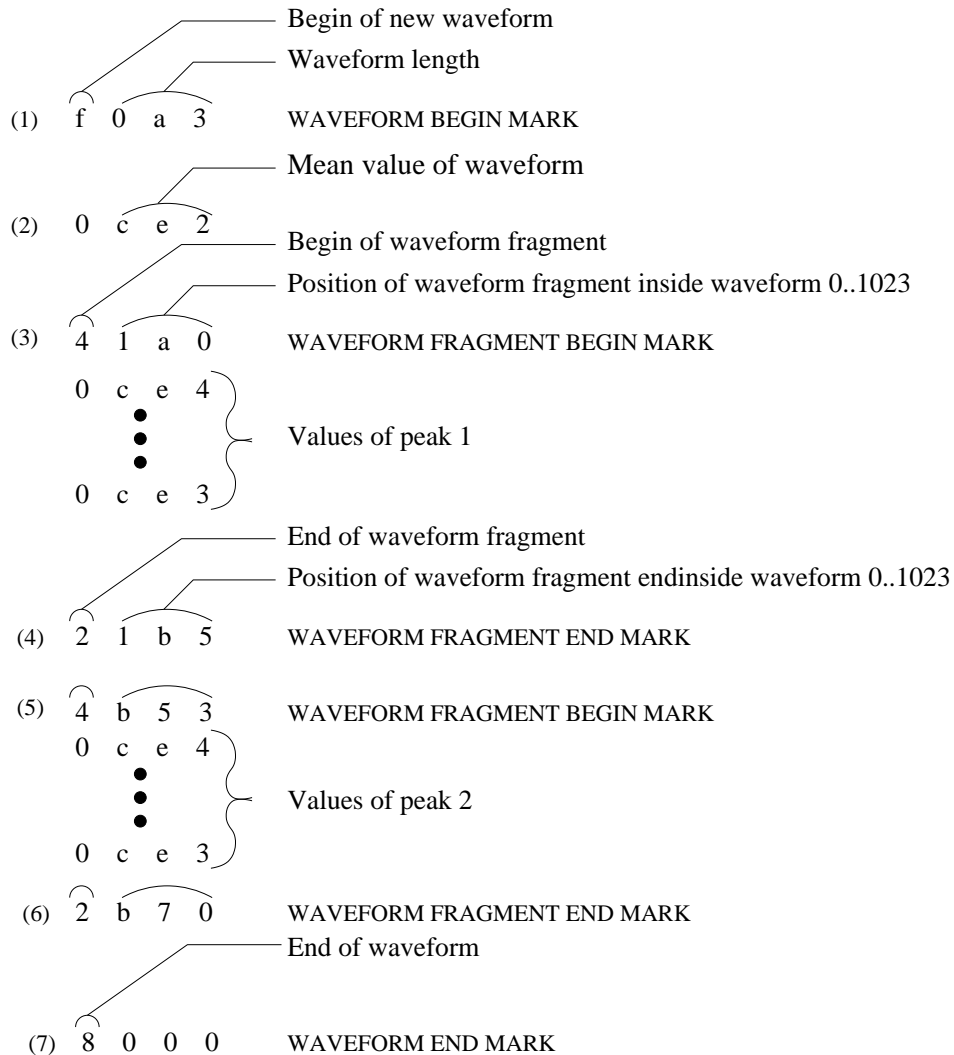 Begin of new waveform
Waveform length
(1) f 0 a 3 WAVEFORM BEGIN MARK
Mean value of waveform
(2) 0 c e 2
Begin of waveform fragment
Position of waveform fragment inside waveform 0..1023
(3) 4 1 a 0 WAVEFORM FRAGMENT BEGIN MARK
0 c e 4
Values of peak 1
0 c e 3
End of waveform fragment
Position of waveform fragment endinside waveform 0..1023
(4) 2 1 b 5 WAVEFORM FRAGMENT END MARK
(5) 4 b 5 3 WAVEFORM FRAGMENT BEGIN MARK
0 c e 4
Values of peak 2
0 c e 3
(6) 2 b 7 0 WAVEFORM FRAGMENT END MARK
End of waveform
(7) 8 0 0 0 WAVEFORM END MARK